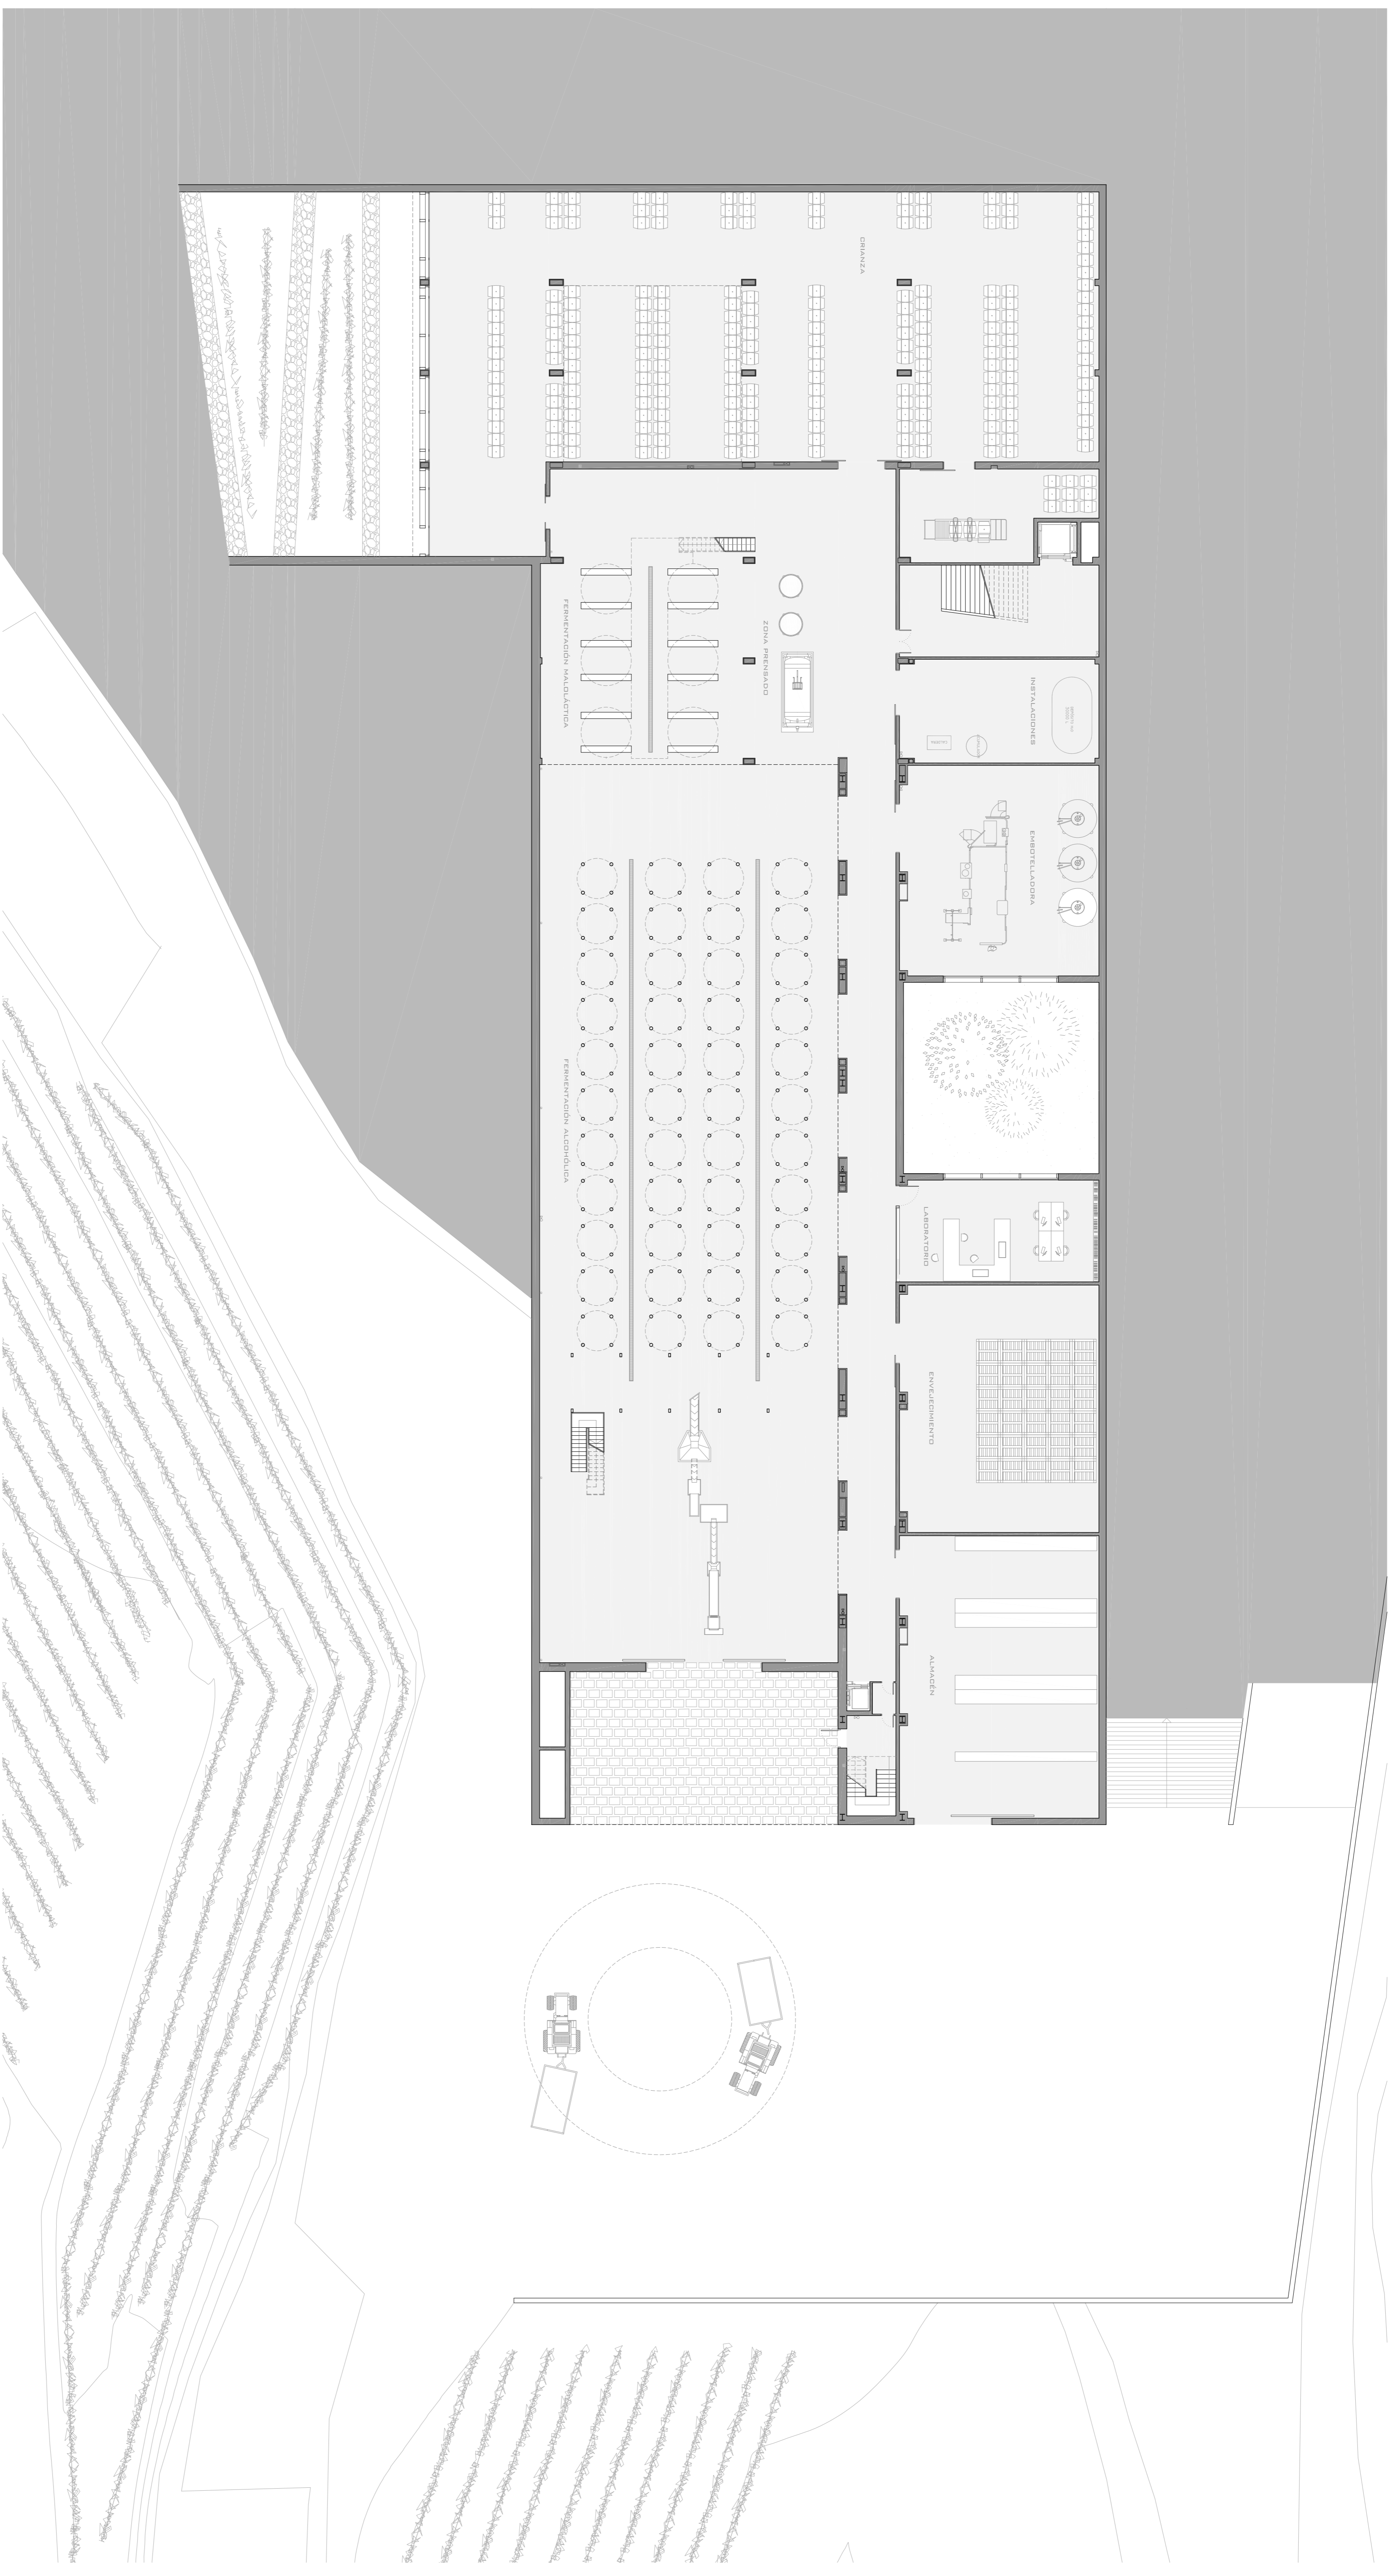 CRIANZA
FERMENTACIÓN MALOLÁCTICA
ZONA PRENSADO
INSTALACIONES
EMBOTELLADORA
FERMENTACIÓN ALCOHÓLICA
LABORATORIO
ENVEJECIMIENTO
ALMACÉN